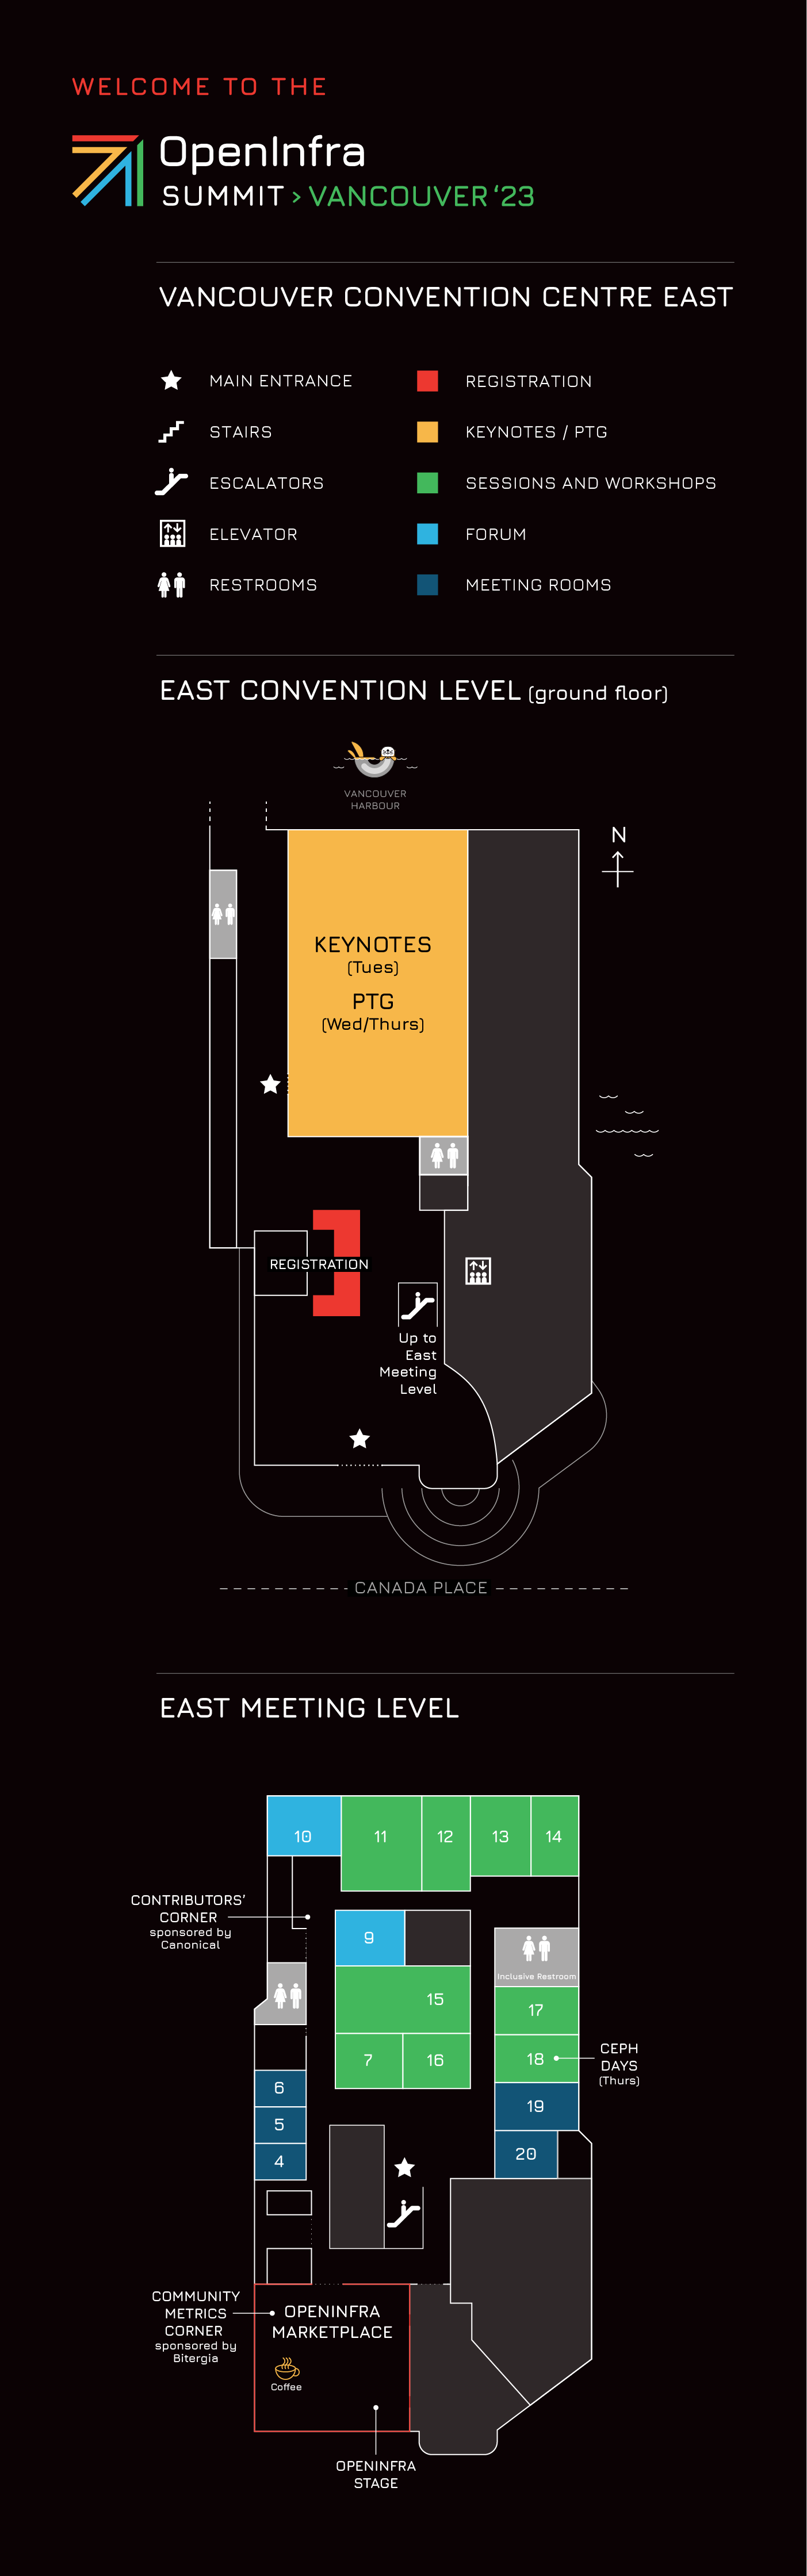 WELCOME TO THE
OpenInfra
SUMMIT > VANCOUVER ‘23
VANCOUVER CONVENTION CENTRE EAST
MAIN ENTRANCE
STAIRS
ESCALATORS
ELEVATOR
RESTROOMS
REGISTRATION
KEYNOTES / PTG
SESSIONS AND WORKSHOPS
FORUM
MEETING ROOMS
EAST CONVENTION LEVEL (ground floor)
VANCOUVER
HARBOUR
N
KEYNOTES
(Tues)
PTG
(Wed/Thurs)
REGISTRATION
Up to
East
Meeting
Level
CANADA PLACE
EAST MEETING LEVEL
10
11
12
13
14
CONTRIBUTORS’
CORNER
sponsored by
Canonical
9
Inclusive Restroom
15
17
7
16
18
CEPH
DAYS
(Thurs)
6
19
5
4
20
COMMUNITY
METRICS
CORNER
sponsored by
Bitergia
OPENINFRA
MARKETPLACE
Coffee
OPENINFRA
STAGE